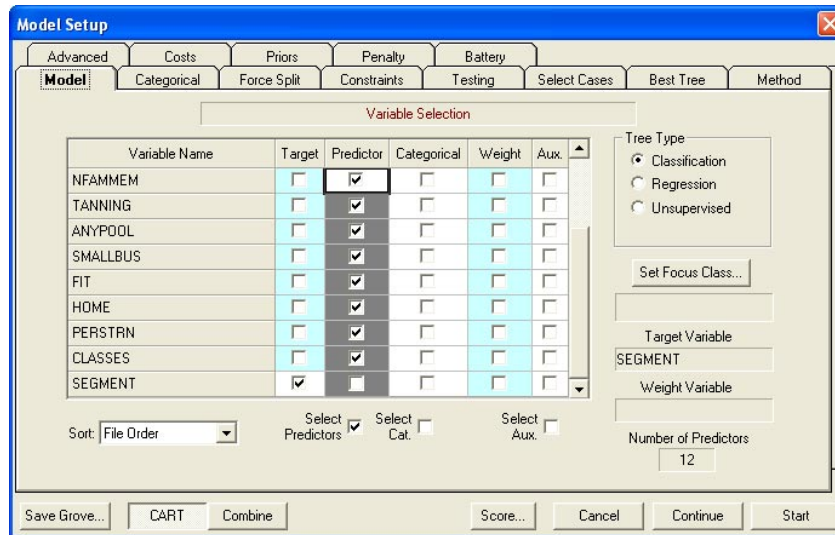 Model Setup
Advanced Costs Priors Penalty Battery
Model Categorical Force Split Constraints Testing Select Cases Best Tree Method
Variable Selection
Tree Type
Variable Name Target Predictor Categorical Weight Aux.
Classification
NFAMMEM
Regression
TANNING
Unsupervised
ANYPOOL
SMALLBUS
Set Focus Class...
FIT
HOME
PERSTRN
Target Variable
CLASSES
SEGMENT
SEGMENT
Weight Variable
Sort: File Order
Select Predictors
Select Cat.
Select Aux.
Number of Predictors
12
Save Grove... CART Combine Score... Cancel Continue Start